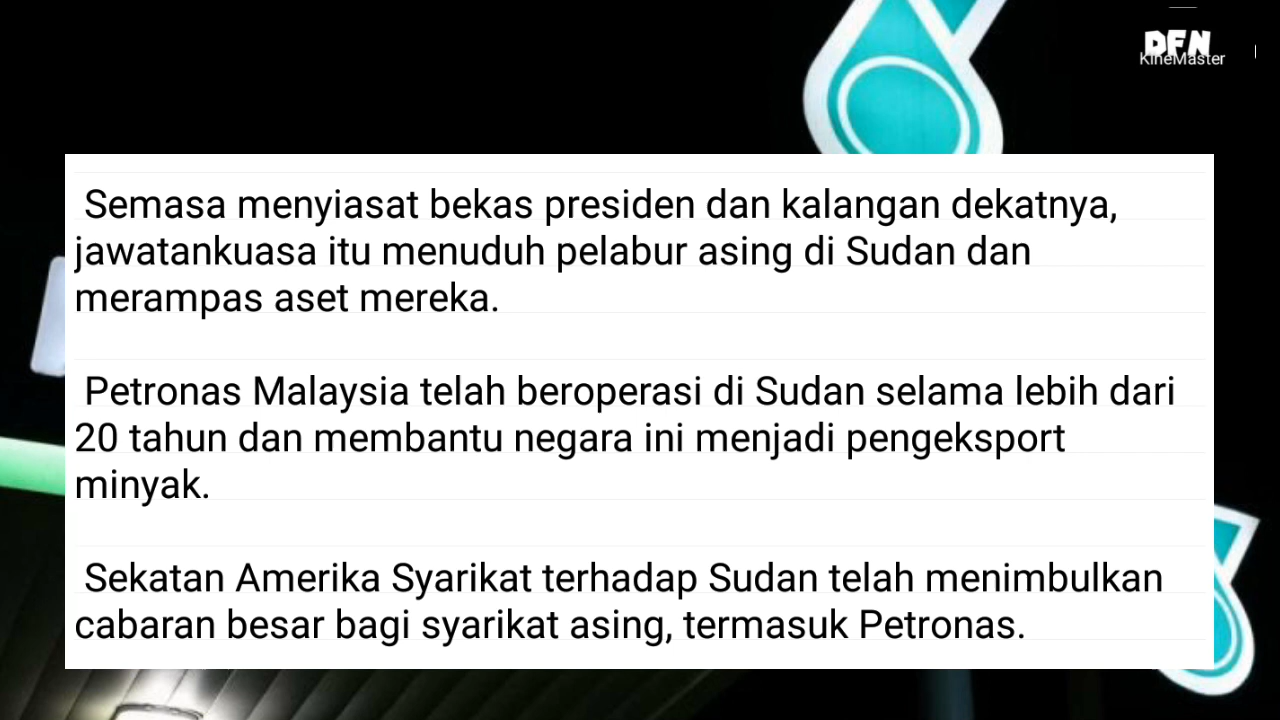 DFN
KineMaster
Semasa menyiasat bekas presiden dan kalangan dekatnya,
jawatankuasa itu menuduh pelabur asing di Sudan dan
merampas aset mereka.
Petronas Malaysia telah beroperasi di Sudan selama lebih dari
20 tahun dan membantu negara ini menjadi pengeksport
minyak.
Sekatan Amerika Syarikat terhadap Sudan telah menimbulkan
cabaran besar bagi syarikat asing, termasuk Petronas.